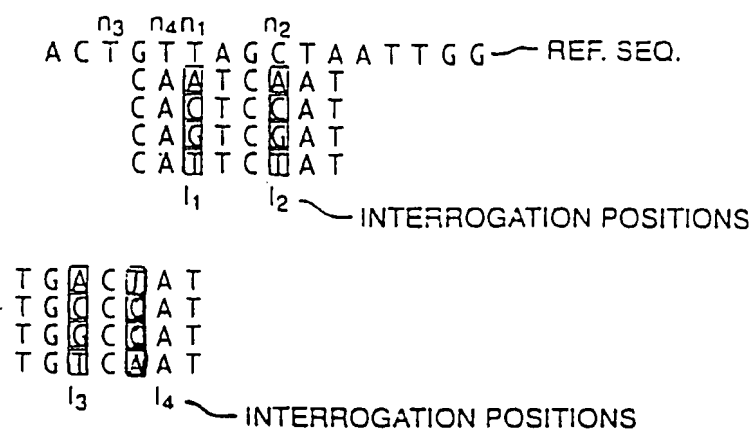 n₃ n₄ n₁ n₂
A C T G T T A G C T A A T T G G REF. SEQ.
C A A T C A A T
C A C T C C A T
C A G T C G A T
C A T T C T A T
I₁ I₂
INTERROGATION POSITIONS
T G A C T A T
T G C C C A T
T G G C C A T
T G T C A A T
I₃ I₄
INTERROGATION POSITIONS